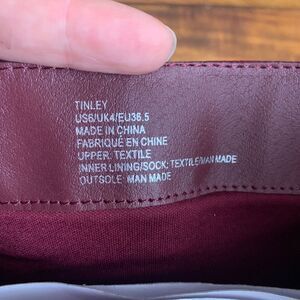 TINLEY
US6/UK4/EU36.5
MADE IN CHINA
FABRIQUÉ EN CHINE
UPPER: TEXTILE
INNER LINING/SOCK: TEXTILE/MAN MADE
OUTSOLE: MAN MADE